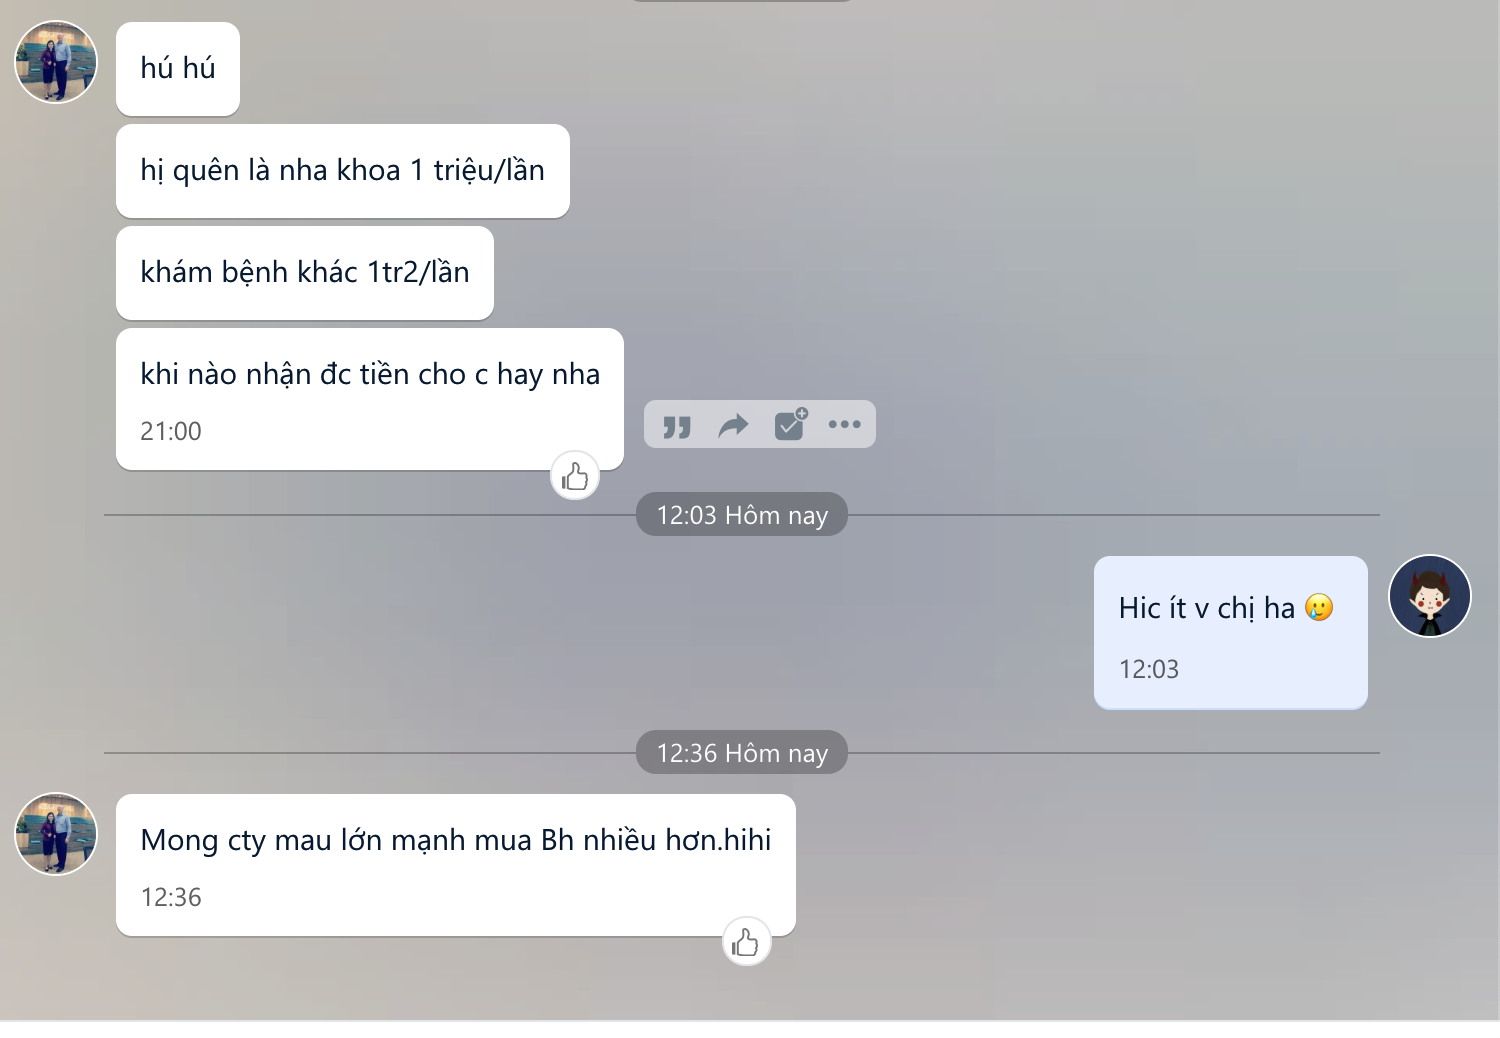 hú hú
hị quên là nha khoa 1 triệu/lần
khám bệnh khác 1tr2/lần
khi nào nhận đc tiền cho c hay nha
21:00
12:03 Hôm nay
Hic ít v chị ha 🥲
12:03
12:36 Hôm nay
Mong cty mau lớn mạnh mua Bh nhiều hơn.hihi
12:36